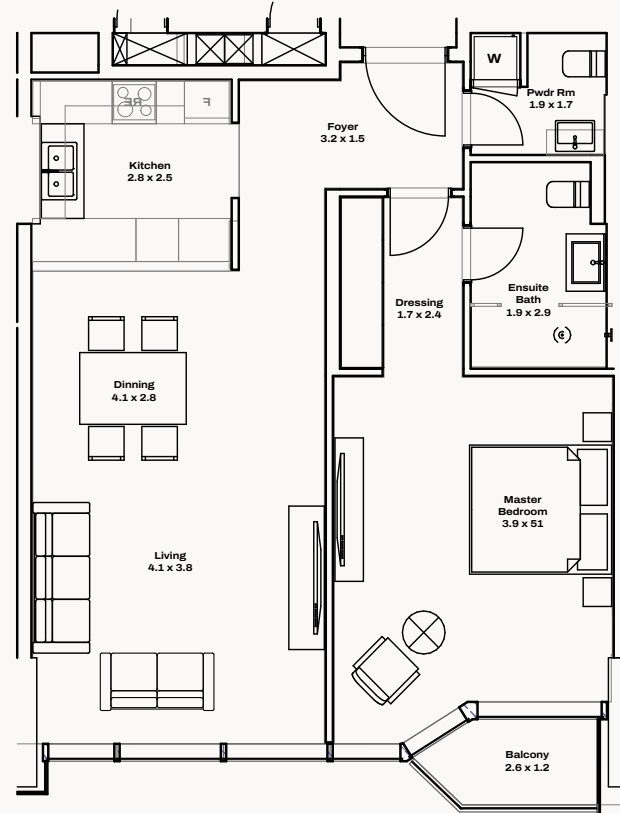 W
Pwdr Rm
1.9 x 1.7
REF
F
Foyer
3.2 x 1.5
Kitchen
2.8 x 2.5
Ensuite
Bath
1.9 x 2.9
Dressing
1.7 x 2.4
Dinning
4.1 x 2.8
Master
Bedroom
3.9 x 51
Living
4.1 x 3.8
Balcony
2.6 x 1.2